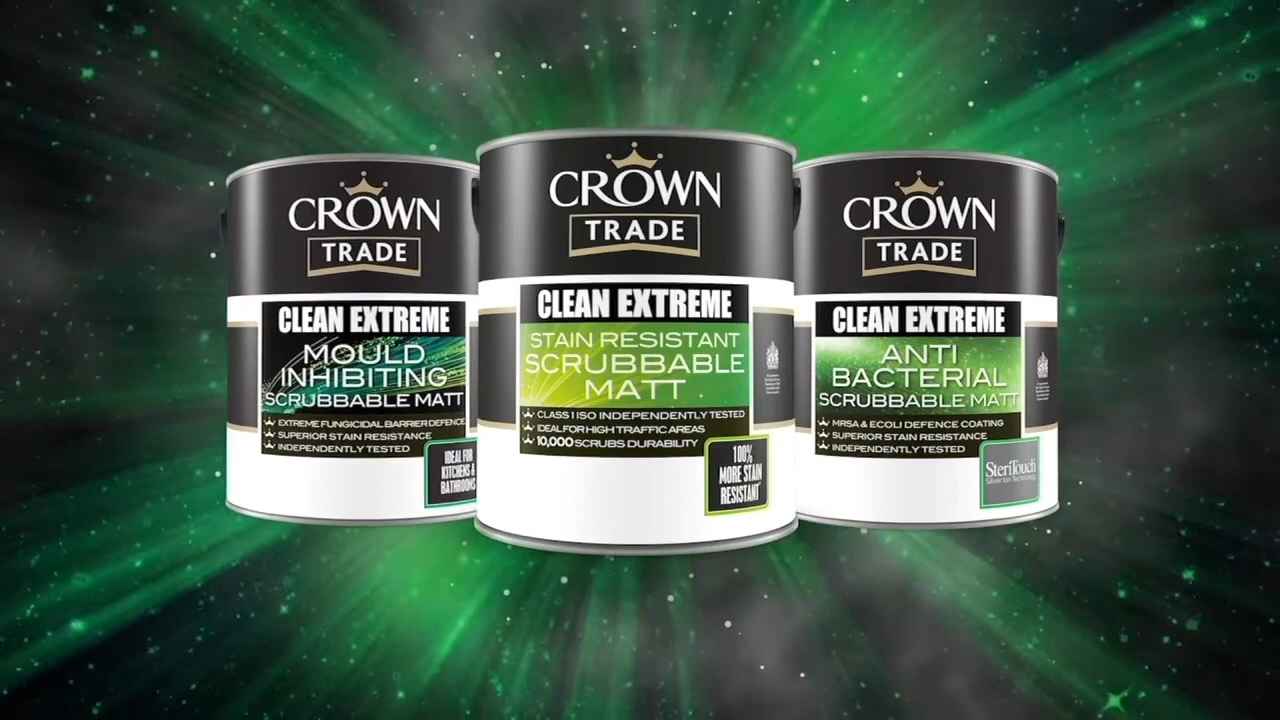 CROWN
TRADE
CLEAN EXTREME
MOULD
INHIBITING
SCRUBBABLE MATT
EXTREME FUNGICIDAL BARRIER DEFENCE
SUPERIOR STAIN RESISTANCE
INDEPENDENTLY TESTED
IDEAL FOR
KITCHENS &
BATHROOMS
CROWN
TRADE
CLEAN EXTREME
STAIN RESISTANT
SCRUBBABLE
MATT
CLASS 1 ISO INDEPENDENTLY TESTED
IDEAL FOR HIGH TRAFFIC AREAS
10,000 SCRUBS DURABILITY
100%
MORE STAIN
RESISTANT*
CROWN
TRADE
CLEAN EXTREME
ANTI
BACTERIAL
SCRUBBABLE MATT
MRSA & ECOLI DEFENCE COATING
SUPERIOR STAIN RESISTANCE
INDEPENDENTLY TESTED
SteriTouch
Silver Ion Technology